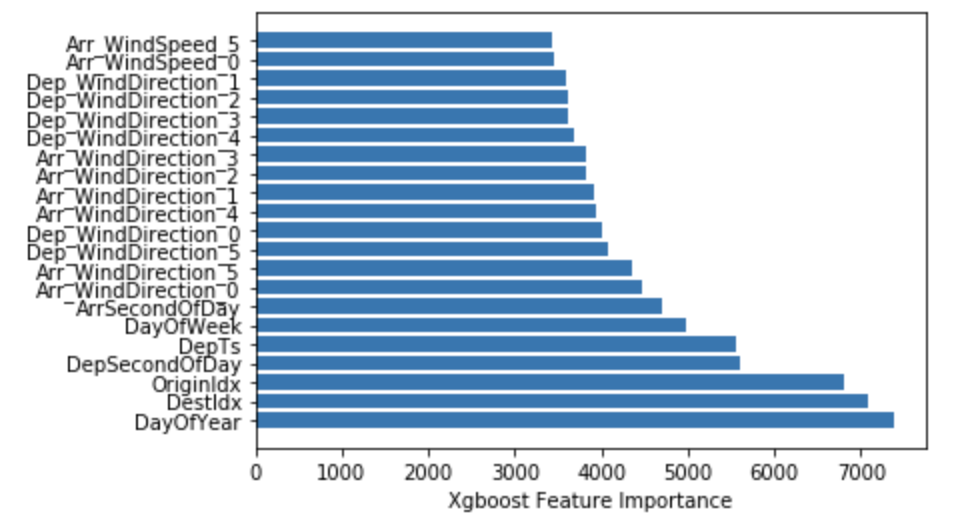 Arr_WindSpeed_5
Arr_WindSpeed_0
Dep_WindDirection_1
Dep_WindDirection_2
Dep_WindDirection_3
Dep_WindDirection_4
Arr_WindDirection_3
Arr_WindDirection_2
Arr_WindDirection_1
Arr_WindDirection_4
Dep_WindDirection_0
Dep_WindDirection_5
Arr_WindDirection_5
Arr_WindDirection_0
ArrSecondOfDay
DayOfWeek
DepTs
DepSecondOfDay
OriginIdx
DestIdx
DayOfYear
0 1000 2000 3000 4000 5000 6000 7000
Xgboost Feature Importance